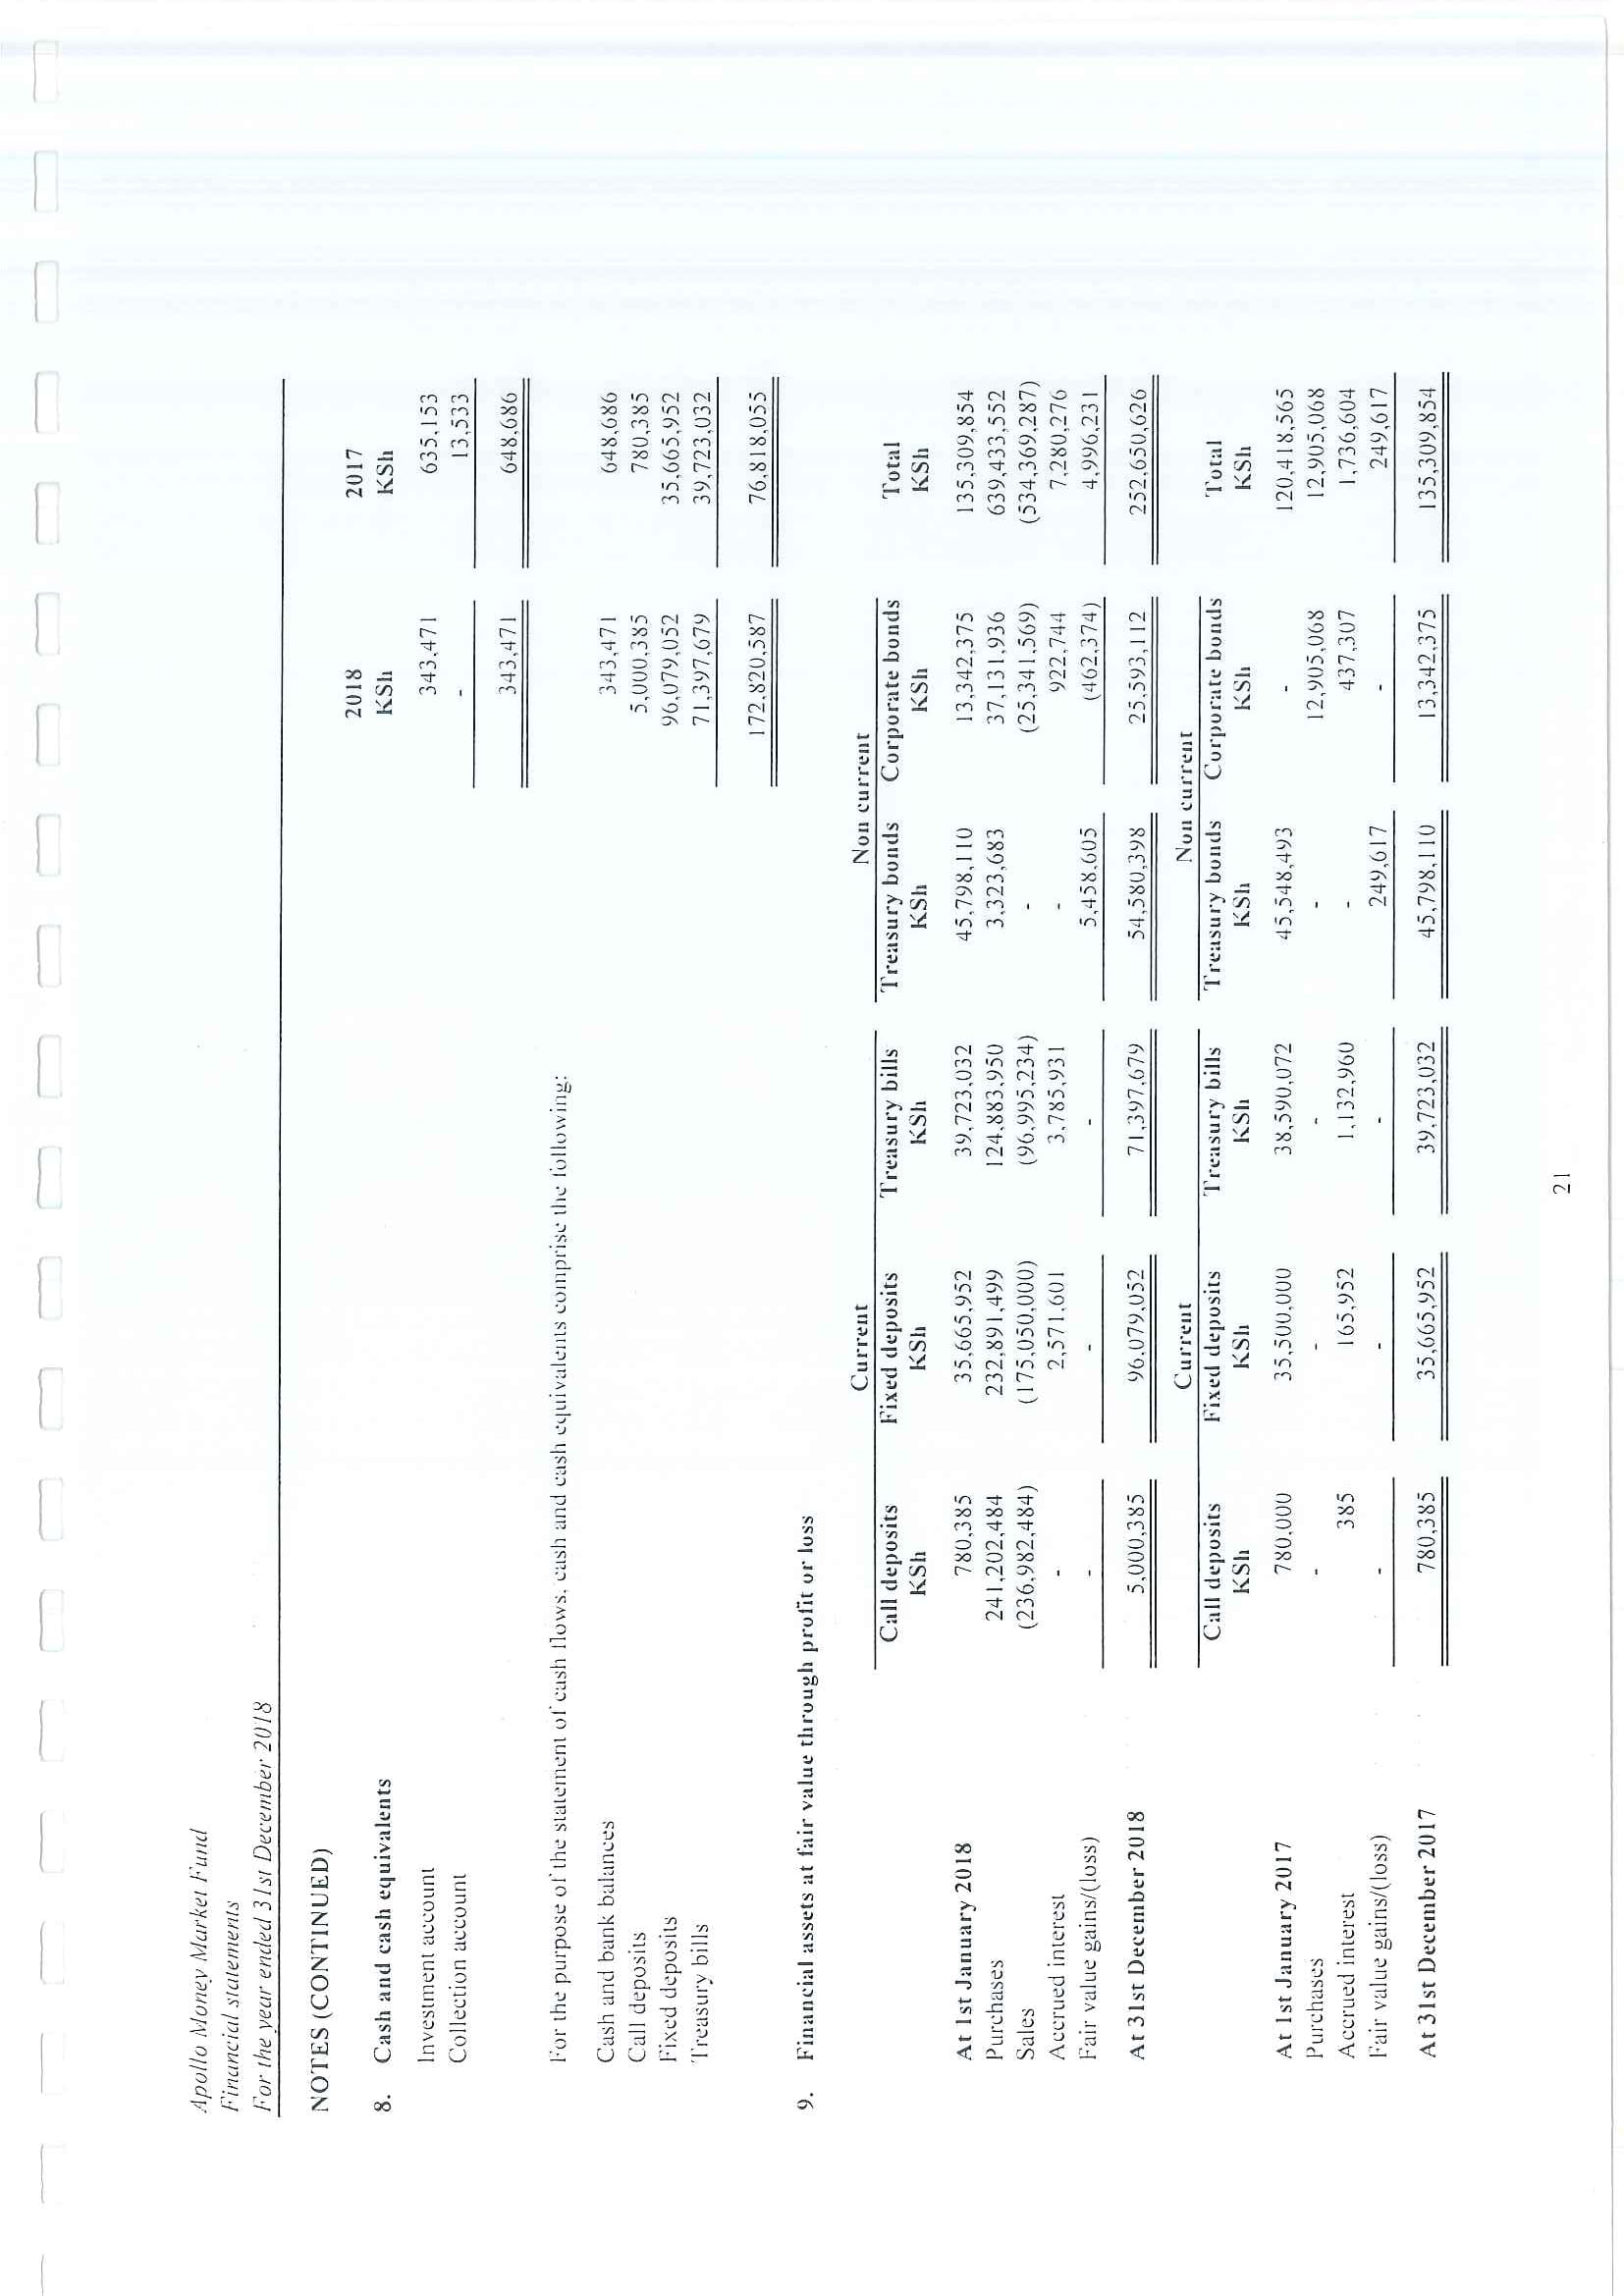 Apollo Money Market Fund
Financial statements
For the year ended 31st December 2018
NOTES (CONTINUED)
2018 2017
8. Cash and cash equivalents KSh KSh
Investment account 343,471 635,153
Collection account - 13,533
343,471 648,686
For the purpose of the statement of cash flows, cash and cash equivalents comprise the following:
Cash and bank balances 343,471 648,686
Call deposits 5,000,385 780,385
Fixed deposits 96,079,052 35,665,952
Treasury bills 71,397,679 39,723,032
172,820,587 76,818,055
9. Financial assets at fair value through profit or loss
Current Non current
Call deposits Fixed deposits Treasury bills Treasury bonds Corporate bonds Total
KSh KSh KSh KSh KSh KSh
At 1st January 2018 780,385 35,665,952 39,723,032 45,798,110 13,342,375 135,309,854
Purchases 241,202,484 232,891,499 124,883,950 3,323,683 37,131,936 639,433,552
Sales (236,982,484) (175,050,000) (96,995,234) - (25,341,569) (534,369,287)
Accrued interest - 2,571,601 3,785,931 - 922,744 7,280,276
Fair value gains/(loss) - - - 5,458,605 (462,374) 4,996,231
At 31st December 2018 5,000,385 96,079,052 71,397,679 54,580,398 25,593,112 252,650,626
Current Non current
Call deposits Fixed deposits Treasury bills Treasury bonds Corporate bonds Total
KSh KSh KSh KSh KSh KSh
At 1st January 2017 780,000 35,500,000 38,590,072 45,548,493 - 120,418,565
Purchases - - - - 12,905,068 12,905,068
Accrued interest 385 165,952 1,132,960 - 437,307 1,736,604
Fair value gains/(loss) - - - 249,617 - 249,617
At 31st December 2017 780,385 35,665,952 39,723,032 45,798,110 13,342,375 135,309,854
21